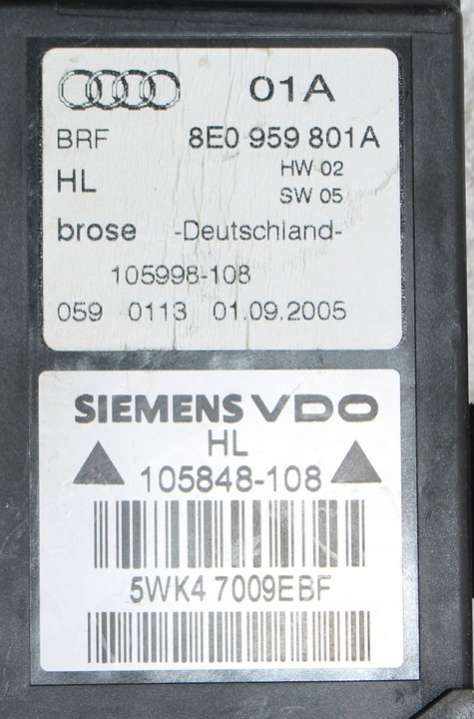 01A
BRF 8E0 959 801A
HL HW 02
SW 05
brose -Deutschland-
105998-108
059 0113 01.09.2005
SIEMENS VDO
HL
105848-108
5WK4 7009EBF